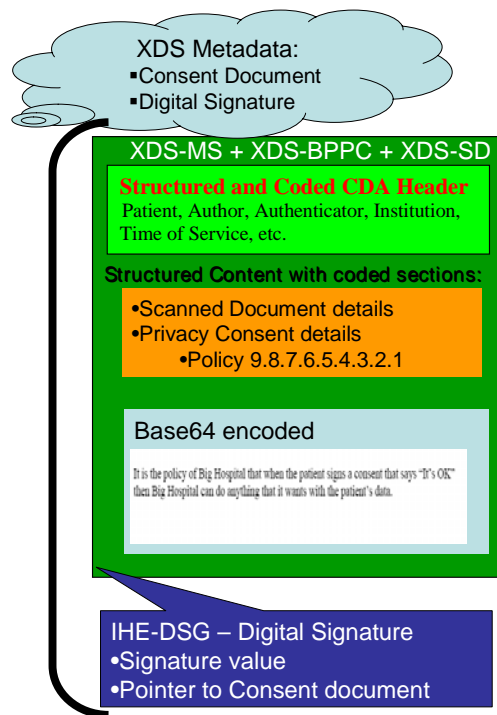 XDS Metadata:
▪Consent Document
▪Digital Signature
XDS-MS + XDS-BPPC + XDS-SD
Structured and Coded CDA Header
Patient, Author, Authenticator, Institution,
Time of Service, etc.
Structured Content with coded sections:
•Scanned Document details
•Privacy Consent details
•Policy 9.8.7.6.5.4.3.2.1
Base64 encoded
It is the policy of Big Hospital that when the patient signs a consent that says “It’s OK”
then Big Hospital can do anything that it wants with the patient’s data.
IHE-DSG – Digital Signature
•Signature value
•Pointer to Consent document